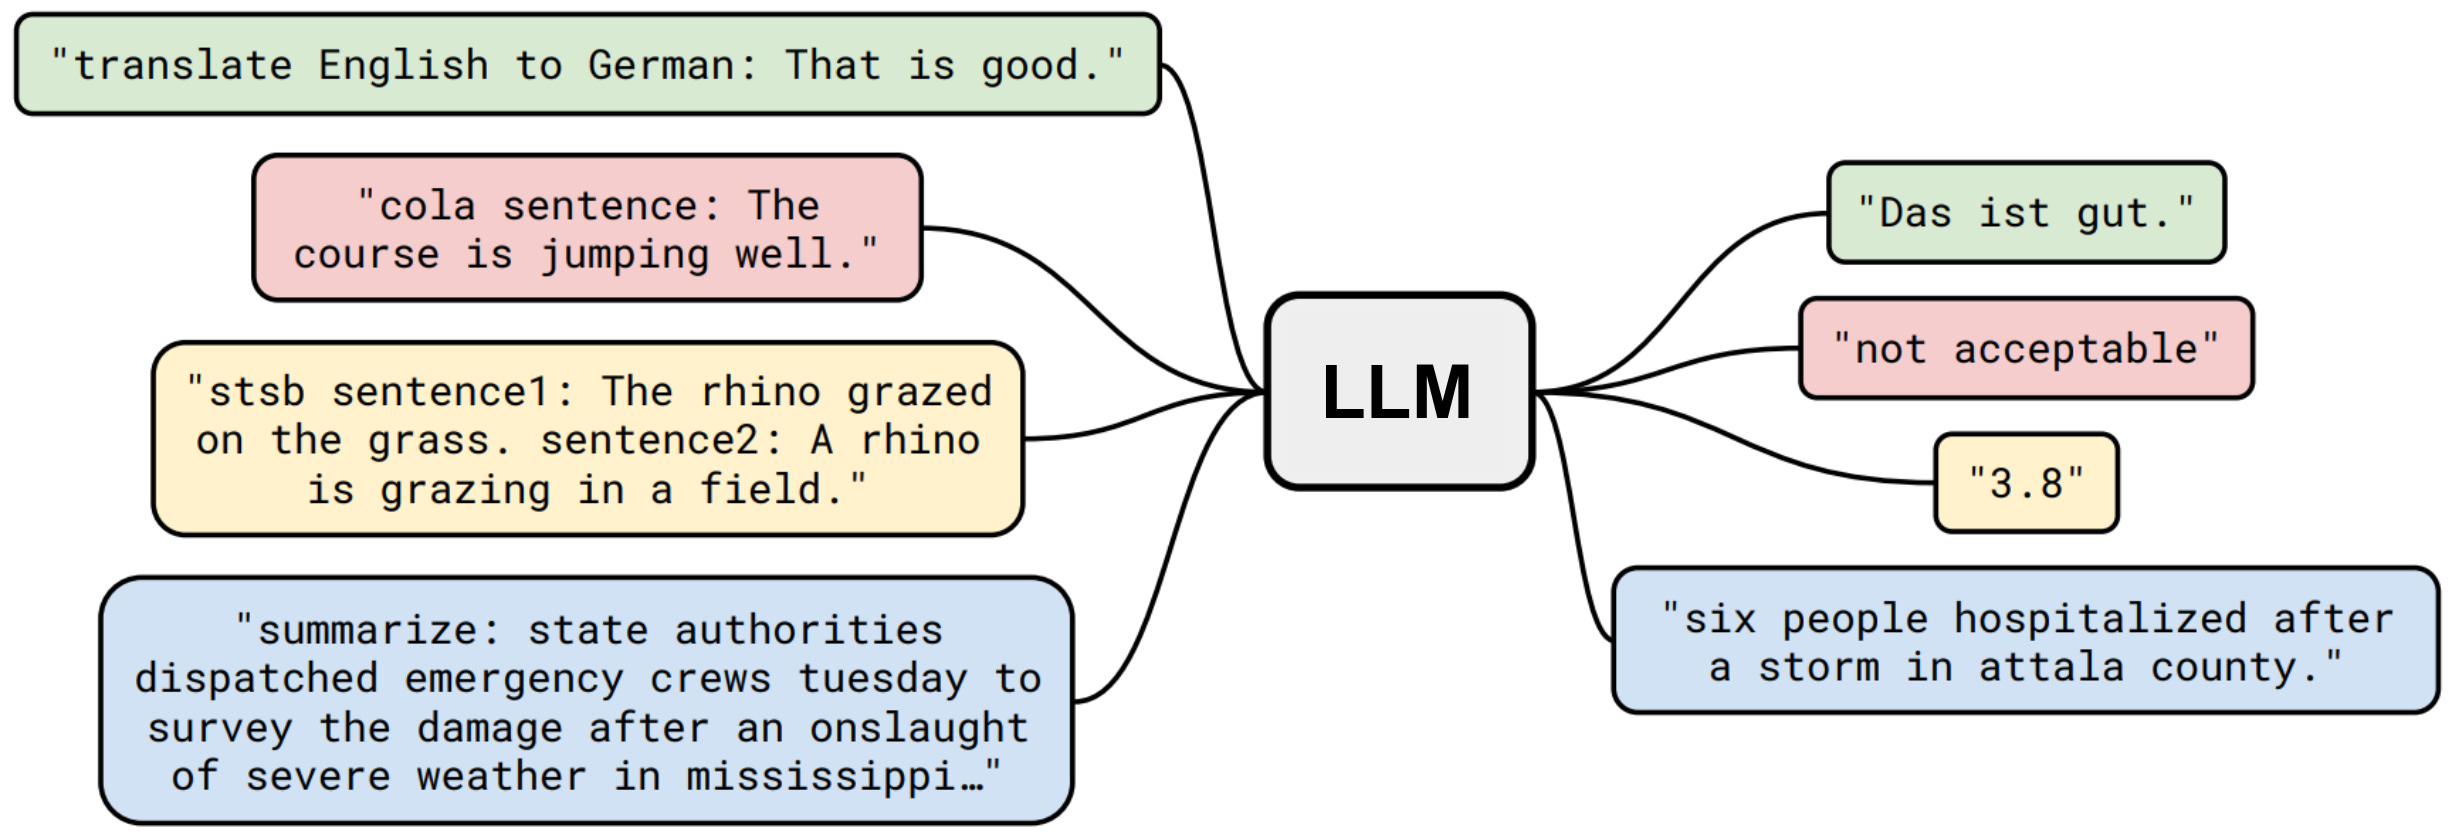 "translate English to German: That is good."
"cola sentence: The
course is jumping well."
"stsb sentence1: The rhino grazed
on the grass. sentence2: A rhino
is grazing in a field."
"summarize: state authorities
dispatched emergency crews tuesday to
survey the damage after an onslaught
of severe weather in mississippi…"
LLM
"Das ist gut."
"not acceptable"
"3.8"
"six people hospitalized after
a storm in attala county."